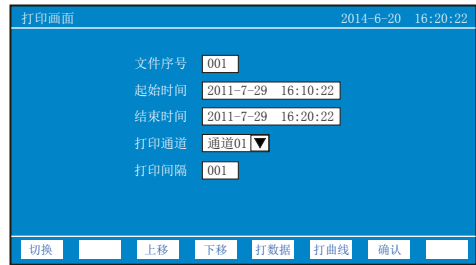 打印画面 2014-6-20 16:20:22
文件序号 001
起始时间 2011-7-29 16:10:22
结束时间 2011-7-29 16:20:22
打印通道 通道01
打印间隔 001
切换 上移 下移 打数据 打曲线 确认